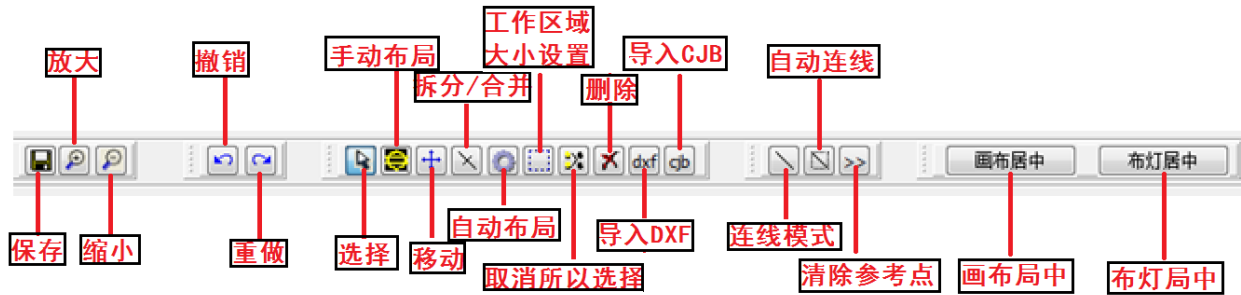 工作区域
大小设置
导入CJB
手动布局
放大
撤销
自动连线
拆分/合并
删除
dxf
cjb
>>
画布居中
布灯居中
自动布局
导入DXF
连线模式
保存
缩小
重做
选择
移动
取消所以选择
清除参考点
画布局中
布灯局中